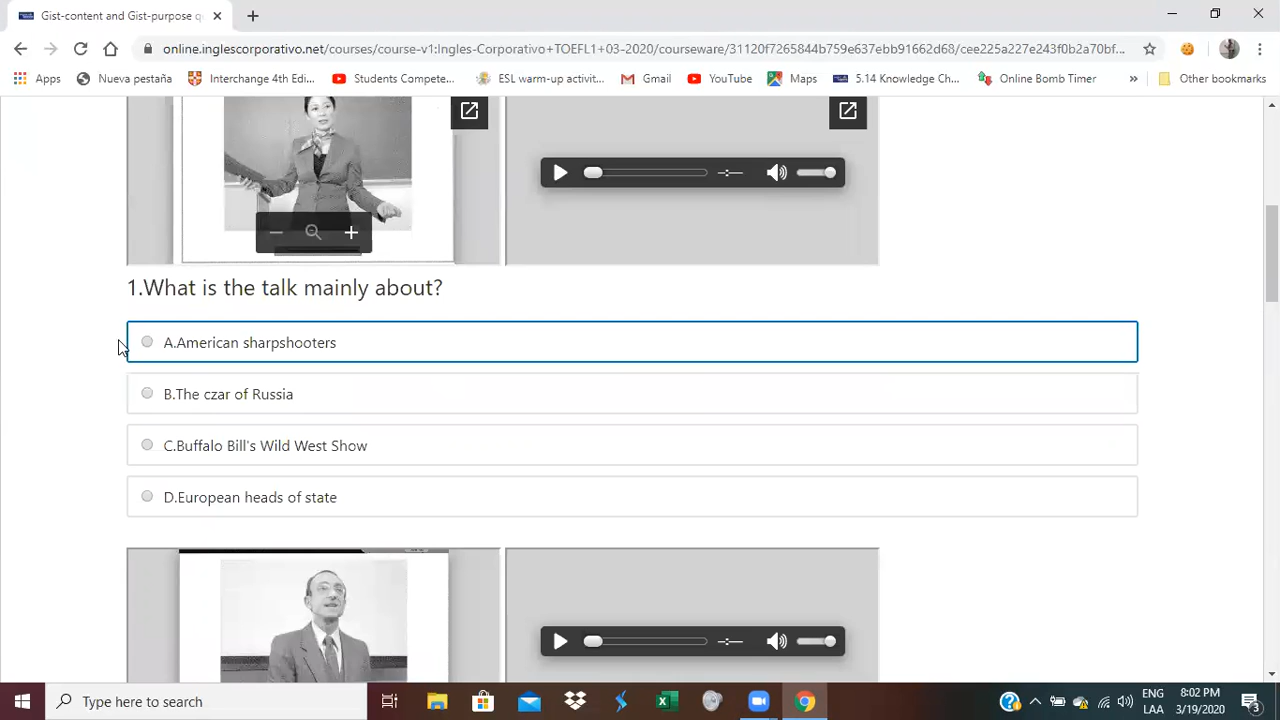 Gist-content and Gist-purpose q
online.inglescorporativo.net/courses/course-v1:Ingles-Corporativo+TOEFL1+03-2020/courseware/31120f7265844b759e637ebb91662d68/cee225a227e243f0b2a70bf...
Apps
Nueva pestaña
Interchange 4th Edi...
Students Compete...
ESL warm-up activit...
Gmail
YouTube
Maps
5.14 Knowledge Ch...
Online Bomb Timer
»
Other bookmarks
1.What is the talk mainly about?
A.American sharpshooters
B.The czar of Russia
C.Buffalo Bill's Wild West Show
D.European heads of state
Type here to search
ENG
LAA
8:02 PM
3/19/2020
3